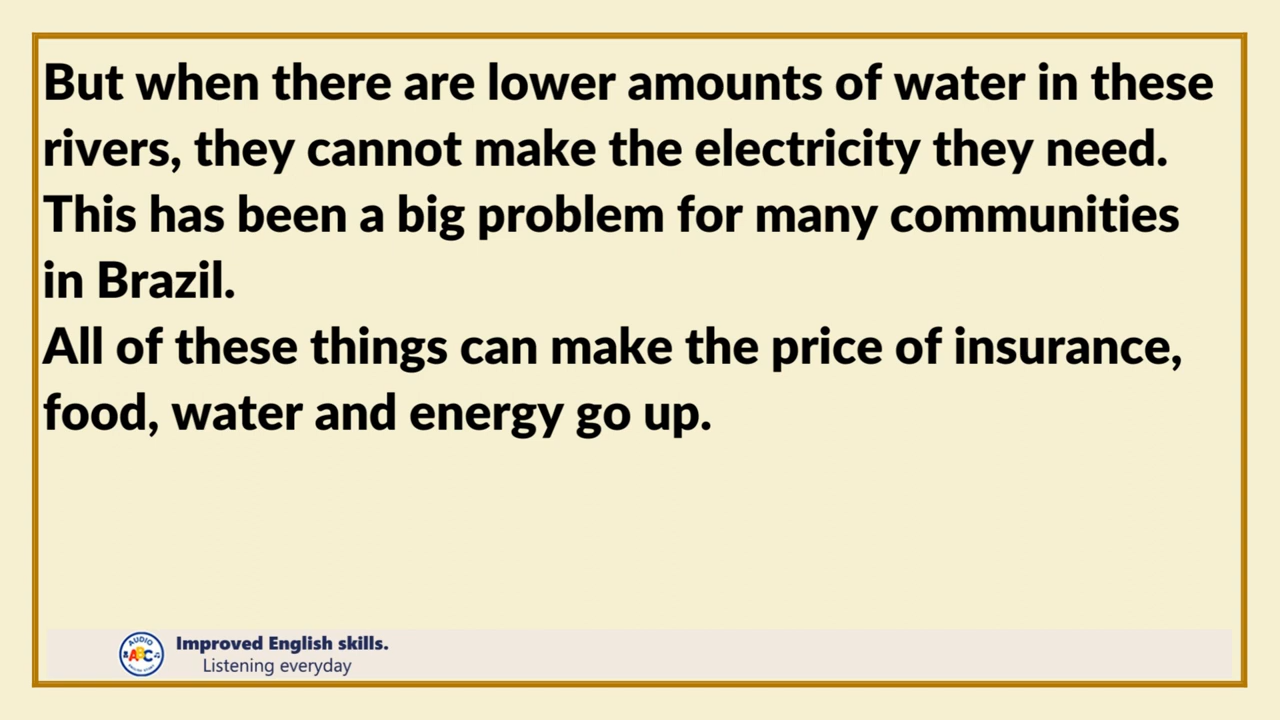 But when there are lower amounts of water in these
rivers, they cannot make the electricity they need.
This has been a big problem for many communities
in Brazil.
All of these things can make the price of insurance,
food, water and energy go up.
AUDIO
ABC
Improved English skills.
Listening everyday